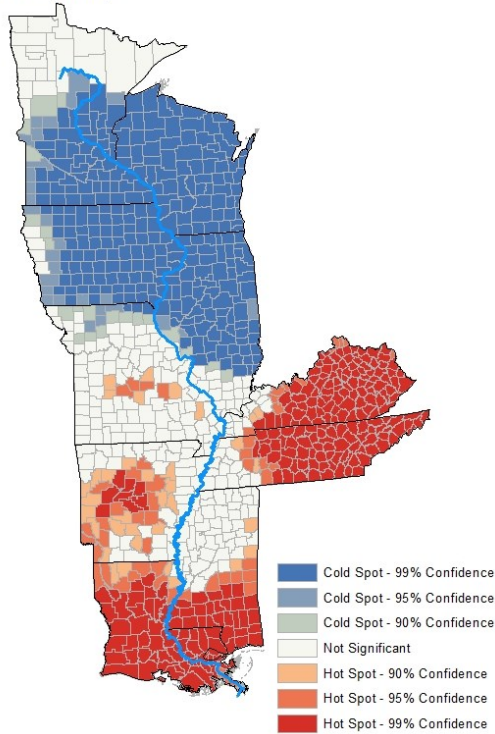 Cold Spot - 99% Confidence
Cold Spot - 95% Confidence
Cold Spot - 90% Confidence
Not Significant
Hot Spot - 90% Confidence
Hot Spot - 95% Confidence
Hot Spot - 99% Confidence